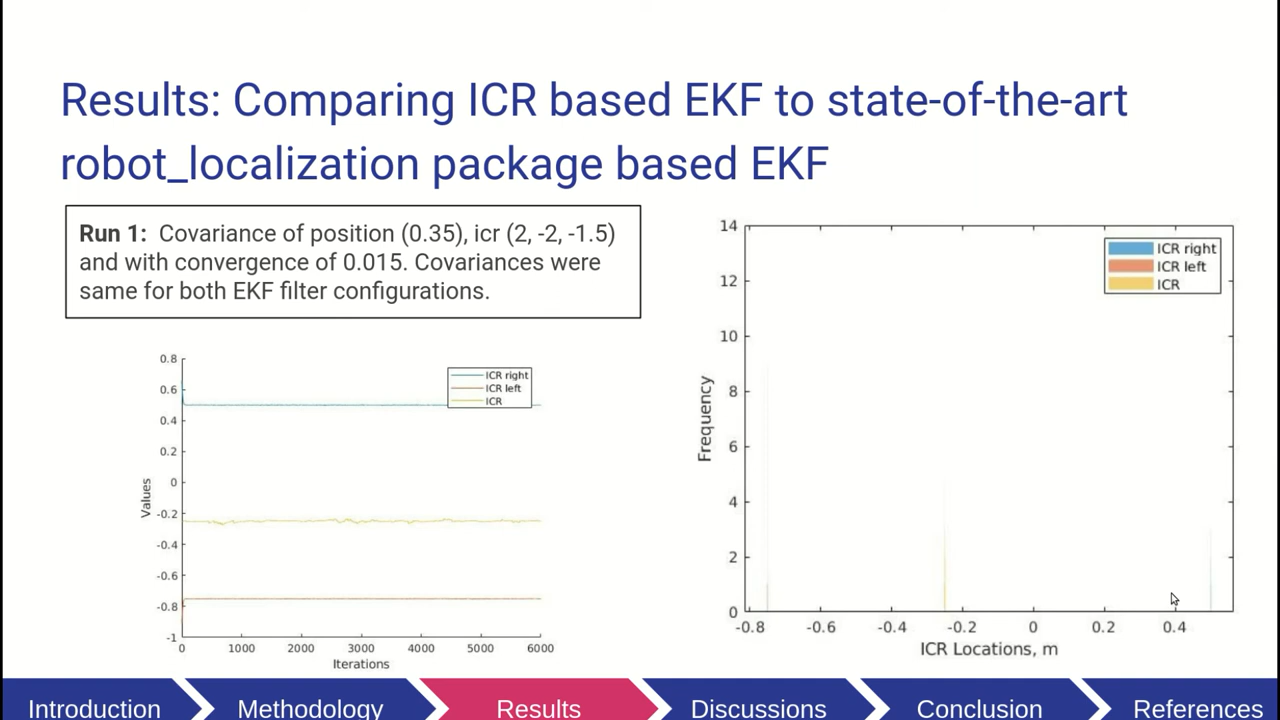 Results: Comparing ICR based EKF to state-of-the-art
robot_localization package based EKF
Run 1: Covariance of position (0.35), icr (2, -2, -1.5)
and with convergence of 0.015. Covariances were
same for both EKF filter configurations.
0.8
0.6
0.4
0.2
0
-0.2
-0.4
-0.6
-0.8
-1
Values
ICR right
ICR left
ICR
0 1000 2000 3000 4000 5000 6000
Iterations
14
12
10
8
6
4
2
0
Frequency
ICR right
ICR left
ICR
-0.8 -0.6 -0.4 -0.2 0 0.2 0.4
ICR Locations, m
Introduction Methodology Results Discussions Conclusion References